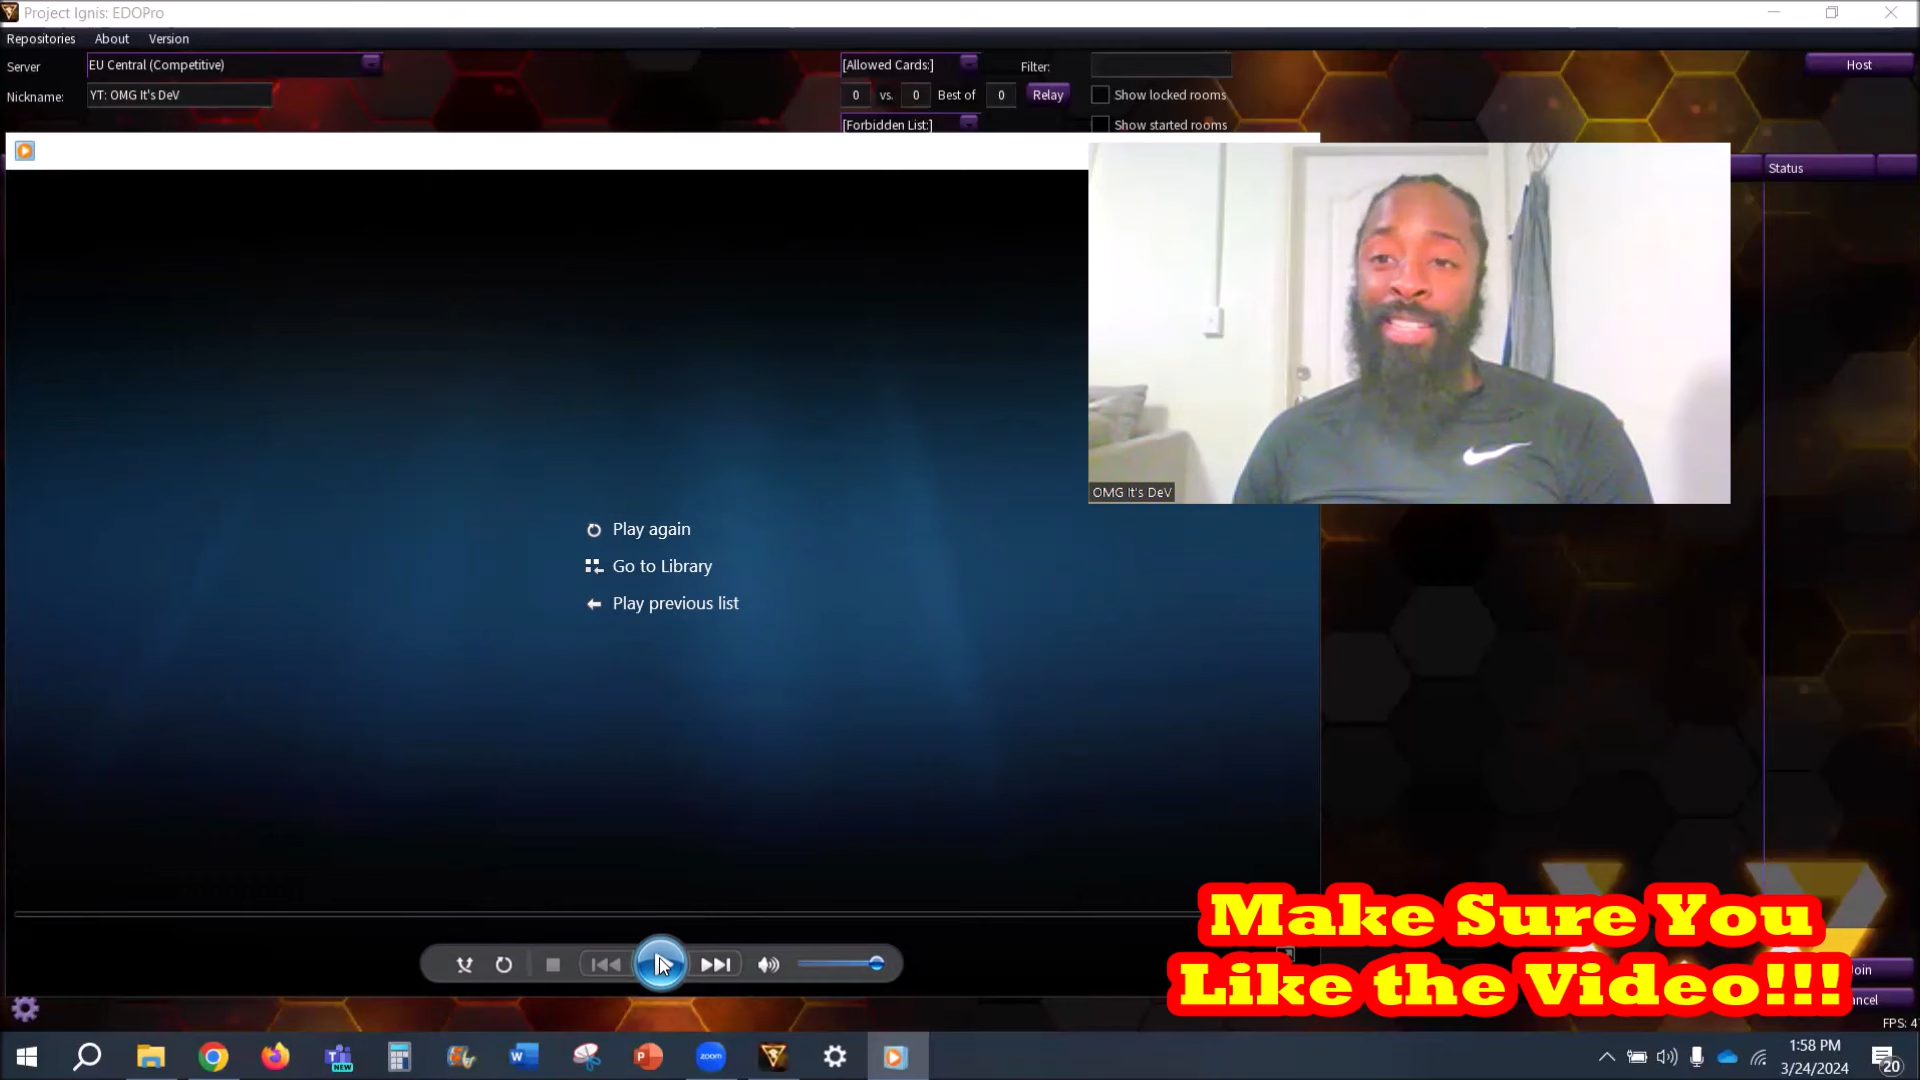 Project Ignis: EDOPro
Repositories About Version
Server EU Central (Competitive)
[Allowed Cards:] Filter: Host
Nickname: YT: OMG It's DeV
0 vs. 0 Best of 0 Relay Show locked rooms
[Forbidden List:] Show started rooms
Status
OMG It's DeV
Play again
Go to Library
Play previous list
Make Sure You
Like the Video!!!
FPS: 4
NEW
zoom
1:58 PM
3/24/2024
20